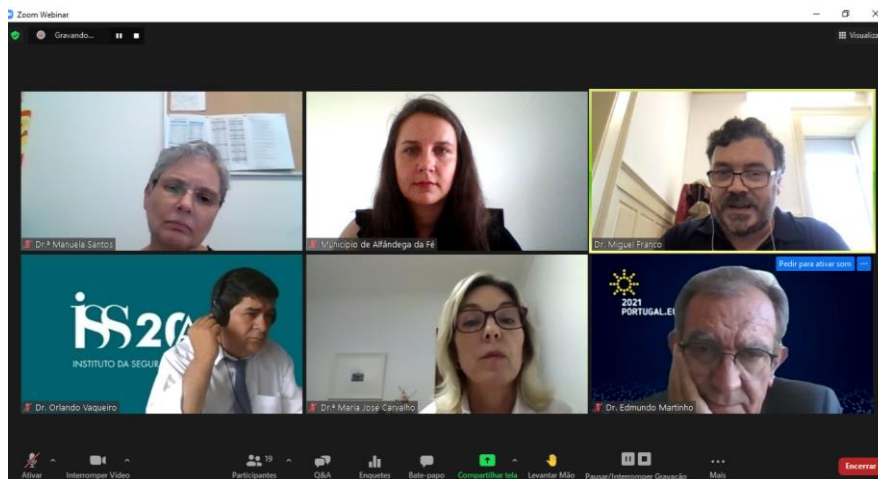 Zoom Webinar
Gravando...
Visualiza
Dr.ª Manuela Santos
Município de Alfândega da Fé
Dr. Miguel Franco
Pedir para ativar som ...
2021
PORTUGAL.EU
iSS20
INSTITUTO DA SEGUR
Dr. Orlando Vaqueiro
Dr.ª Maria José Carvalho
Dr. Edmundo Martinho
19
Ativar
Interromper Vídeo
Participantes
Q&A
Enquetes
Bate-papo
Compartilhar tela
Levantar Mão
Pausar/Interromper Gravação
Mais
Encerrar